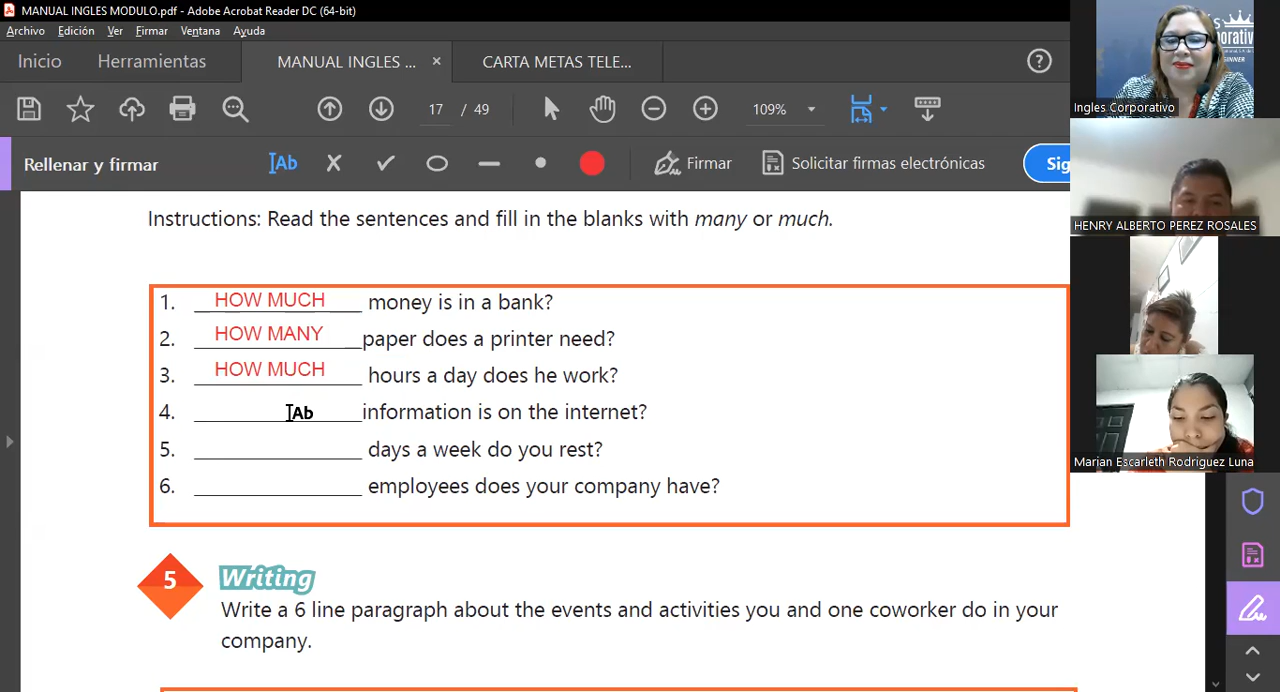 MANUAL INGLES MODULO.pdf - Adobe Acrobat Reader DC (64-bit)
Archivo Edición Ver Firmar Ventana Ayuda
Inicio Herramientas MANUAL INGLES ... × CARTA METAS TELE...
17 / 49 109%
Rellenar y firmar Ab Firmar Solicitar firmas electrónicas Sig
Instructions: Read the sentences and fill in the blanks with many or much.
1. HOW MUCH money is in a bank?
2. HOW MANY paper does a printer need?
3. HOW MUCH hours a day does he work?
4. Ab information is on the internet?
5. days a week do you rest?
6. employees does your company have?
5 Writing
Write a 6 line paragraph about the events and activities you and one coworker do in your
company.
Ingles Corporativo
HENRY ALBERTO PEREZ ROSALES
Marian Escarleth Rodriguez Luna